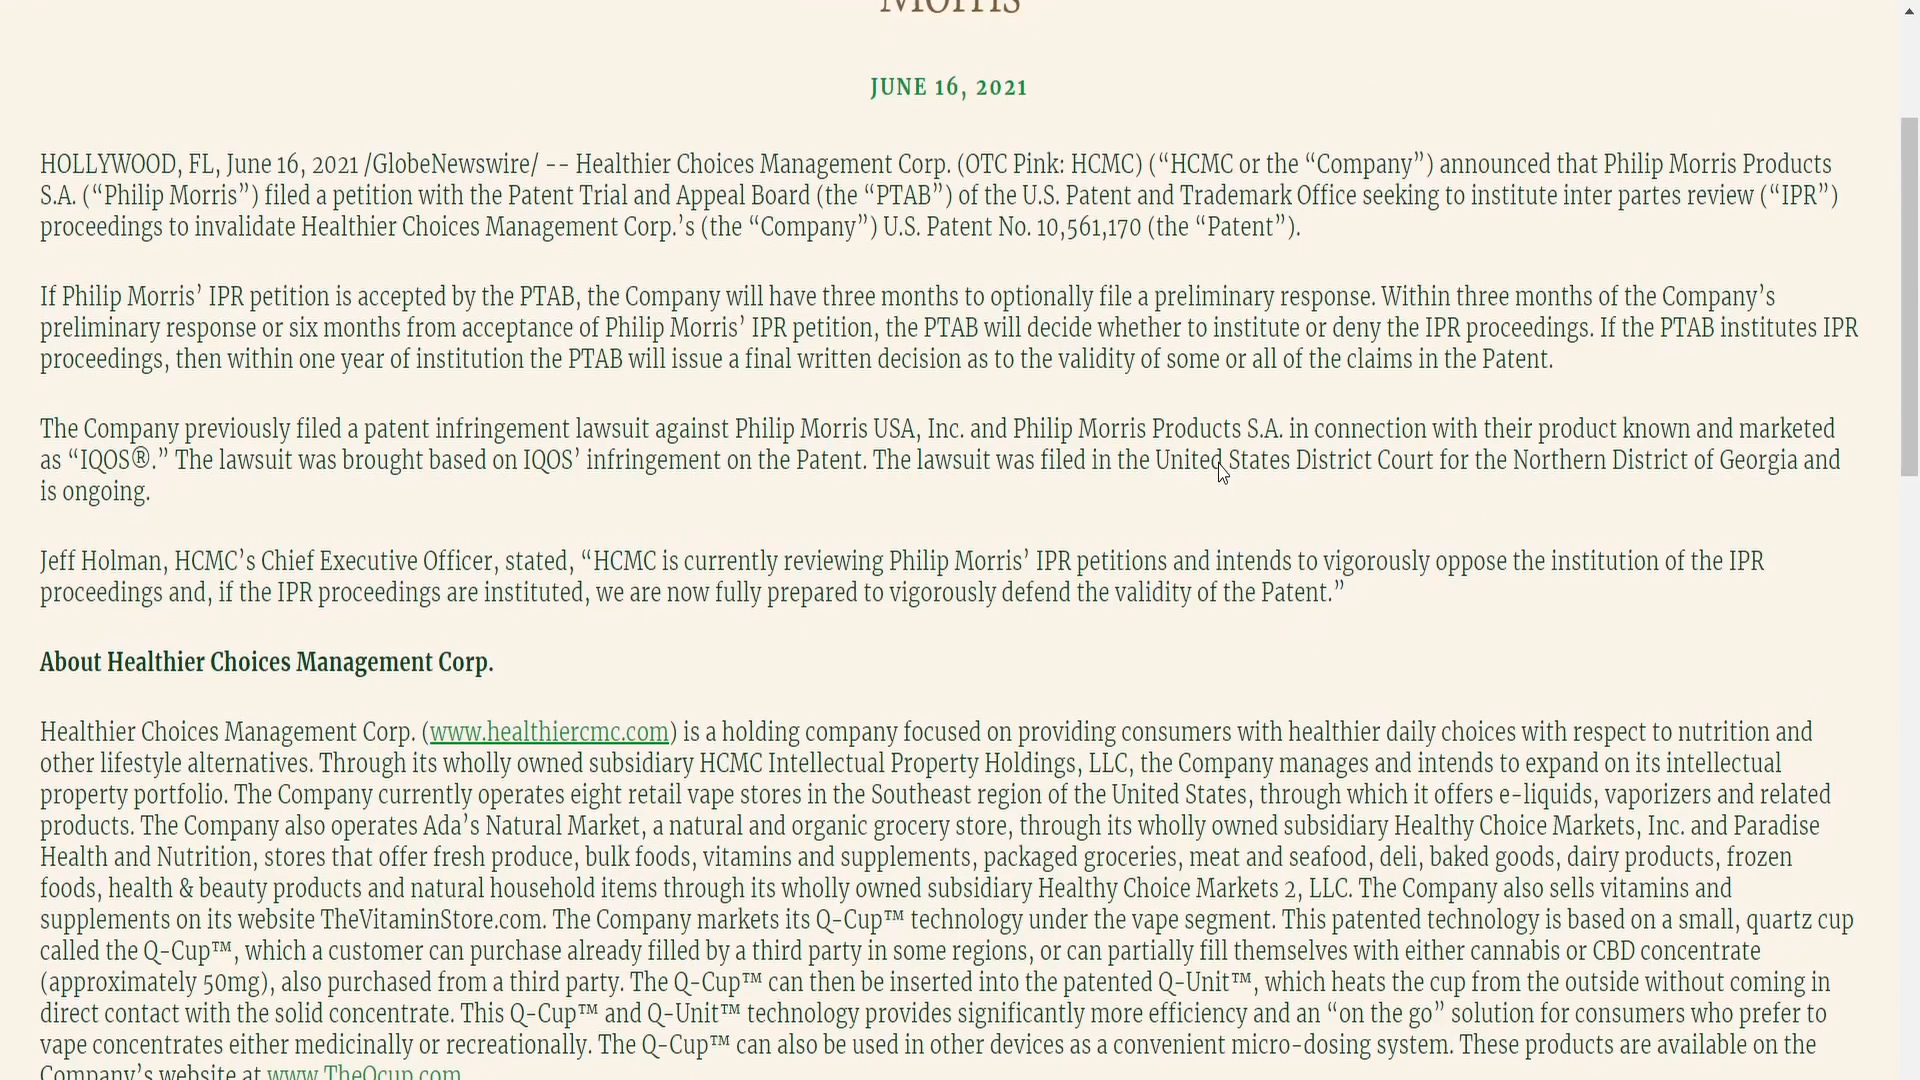 Morris
JUNE 16, 2021
HOLLYWOOD, FL, June 16, 2021 /GlobeNewswire/ -- Healthier Choices Management Corp. (OTC Pink: HCMC) (“HCMC or the “Company”) announced that Philip Morris Products
S.A. (“Philip Morris”) filed a petition with the Patent Trial and Appeal Board (the “PTAB”) of the U.S. Patent and Trademark Office seeking to institute inter partes review (“IPR”)
proceedings to invalidate Healthier Choices Management Corp.’s (the “Company”) U.S. Patent No. 10,561,170 (the “Patent”).
If Philip Morris’ IPR petition is accepted by the PTAB, the Company will have three months to optionally file a preliminary response. Within three months of the Company’s
preliminary response or six months from acceptance of Philip Morris’ IPR petition, the PTAB will decide whether to institute or deny the IPR proceedings. If the PTAB institutes IPR
proceedings, then within one year of institution the PTAB will issue a final written decision as to the validity of some or all of the claims in the Patent.
The Company previously filed a patent infringement lawsuit against Philip Morris USA, Inc. and Philip Morris Products S.A. in connection with their product known and marketed
as “IQOS®.” The lawsuit was brought based on IQOS’ infringement on the Patent. The lawsuit was filed in the United States District Court for the Northern District of Georgia and
is ongoing.
Jeff Holman, HCMC’s Chief Executive Officer, stated, “HCMC is currently reviewing Philip Morris’ IPR petitions and intends to vigorously oppose the institution of the IPR
proceedings and, if the IPR proceedings are instituted, we are now fully prepared to vigorously defend the validity of the Patent.”
About Healthier Choices Management Corp.
Healthier Choices Management Corp. (www.healthiercmc.com) is a holding company focused on providing consumers with healthier daily choices with respect to nutrition and
other lifestyle alternatives. Through its wholly owned subsidiary HCMC Intellectual Property Holdings, LLC, the Company manages and intends to expand on its intellectual
property portfolio. The Company currently operates eight retail vape stores in the Southeast region of the United States, through which it offers e-liquids, vaporizers and related
products. The Company also operates Ada’s Natural Market, a natural and organic grocery store, through its wholly owned subsidiary Healthy Choice Markets, Inc. and Paradise
Health and Nutrition, stores that offer fresh produce, bulk foods, vitamins and supplements, packaged groceries, meat and seafood, deli, baked goods, dairy products, frozen
foods, health & beauty products and natural household items through its wholly owned subsidiary Healthy Choice Markets 2, LLC. The Company also sells vitamins and
supplements on its website TheVitaminStore.com. The Company markets its Q-Cup™ technology under the vape segment. This patented technology is based on a small, quartz cup
called the Q-Cup™, which a customer can purchase already filled by a third party in some regions, or can partially fill themselves with either cannabis or CBD concentrate
(approximately 50mg), also purchased from a third party. The Q-Cup™ can then be inserted into the patented Q-Unit™, which heats the cup from the outside without coming in
direct contact with the solid concentrate. This Q-Cup™ and Q-Unit™ technology provides significantly more efficiency and an “on the go” solution for consumers who prefer to
vape concentrates either medicinally or recreationally. The Q-Cup™ can also be used in other devices as a convenient micro-dosing system. These products are available on the
Company’s website at www.TheQcup.com